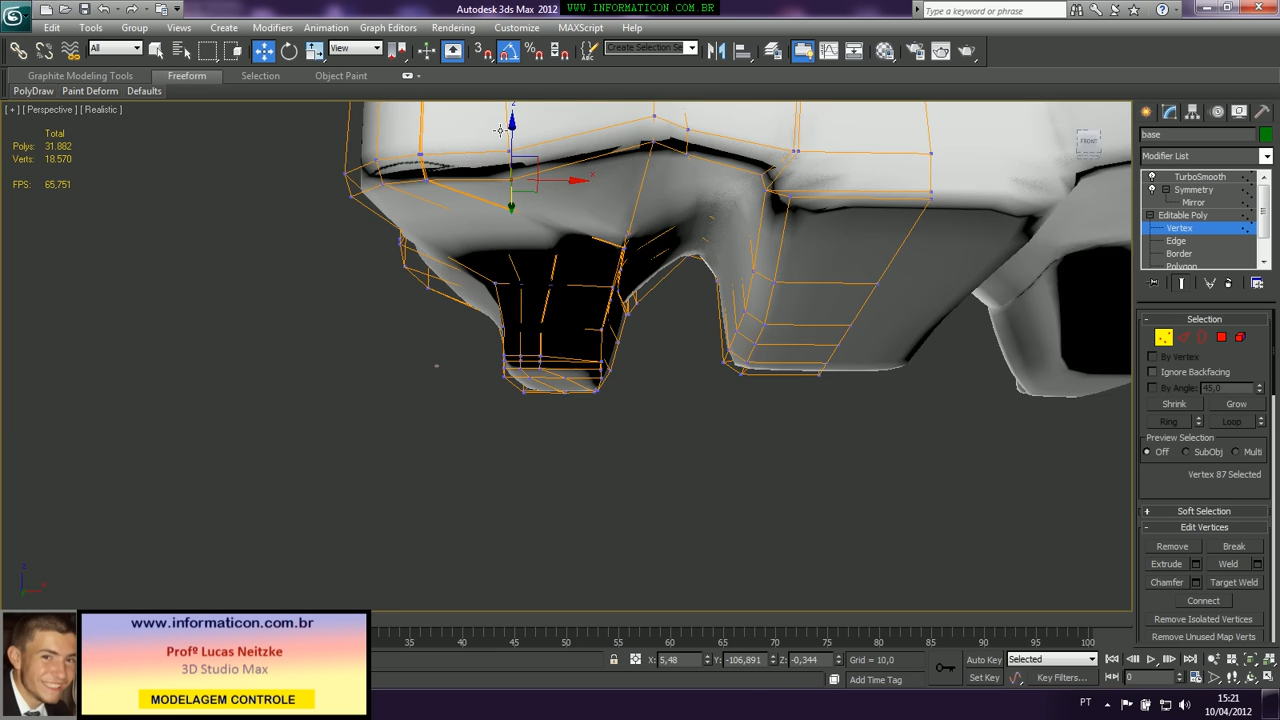 Autodesk 3ds Max 2012
WWW.INFORMATICON.COM.BR
Type a keyword or phrase
Edit Tools Group Views Create Modifiers Animation Graph Editors Rendering Customize MAXScript Help
All View 3 Create Selection Se
Graphite Modeling Tools Freeform Selection Object Paint
PolyDraw Paint Deform Defaults
[ + ] [ Perspective ] [ Realistic ]
Total
Polys: 31.882
Verts: 18.570
FPS: 65,751
z
x
FRONT
base
Modifier List
TurboSmooth
Symmetry
Mirror
Editable Poly
Vertex
Edge
Border
Polygon
- Selection
By Vertex
Ignore Backfacing
By Angle: 45,0
Shrink Grow
Ring Loop
Preview Selection
Off SubObj Multi
Vertex 87 Selected
+ Soft Selection
- Edit Vertices
Remove Break
Extrude Weld
Chamfer Target Weld
Connect
Remove Isolated Vertices
Remove Unused Map Verts
www.informaticon.com.br
Profº Lucas Neitzke
3D Studio Max
MODELAGEM CONTROLE
35 40 45 50 55 60 65 70 75 80 85 90 95 100
X: 5,48 Y: -106,891 Z: -0,344 Grid = 10,0
Add Time Tag
Auto Key Selected
Set Key Key Filters... 0
PT
15:21
10/04/2012